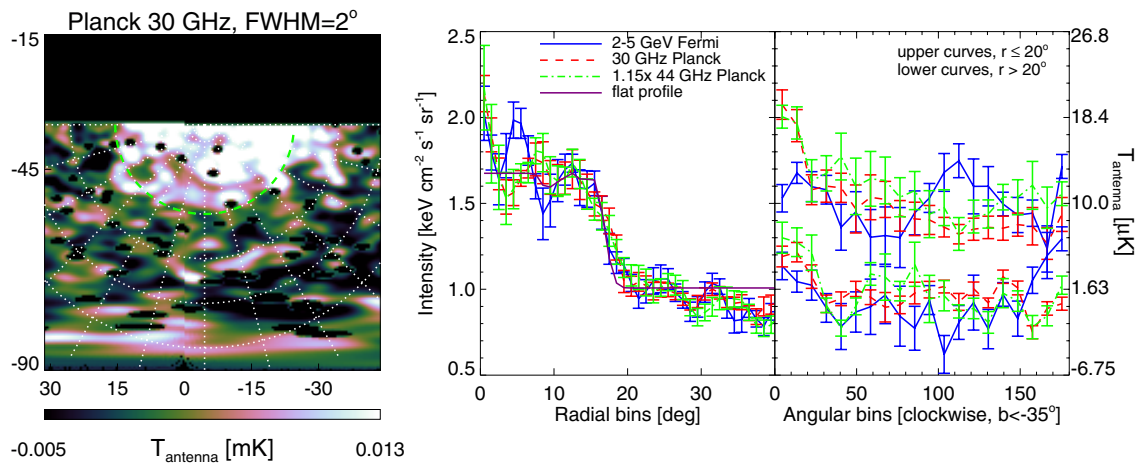 Planck 30 GHz, FWHM=2°
-15
-45
-90
30 15 0 -15 -30
-0.005 T antenna [mK] 0.013
Intensity [keV cm⁻² s⁻¹ sr⁻¹]
2.5
2.0
1.5
1.0
0.5
2-5 GeV Fermi
30 GHz Planck
1.15x 44 GHz Planck
flat profile
0 10 20 30
Radial bins [deg]
upper curves, r ≤ 20°
lower curves, r > 20°
0 50 100 150
Angular bins [clockwise, b<-35°]
26.8
18.4
10.0
1.63
-6.75
T antenna [μK]